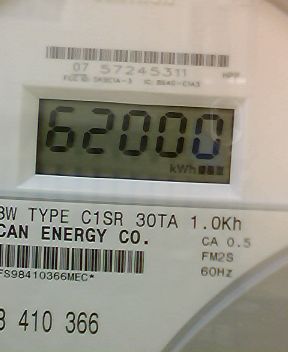 07 57245311
62000
kWh
3W TYPE C1SR 30TA 1.0Kh
CAN ENERGY CO.
CA 0.5
FM2S
60Hz
FS98410366MEC*
410 366